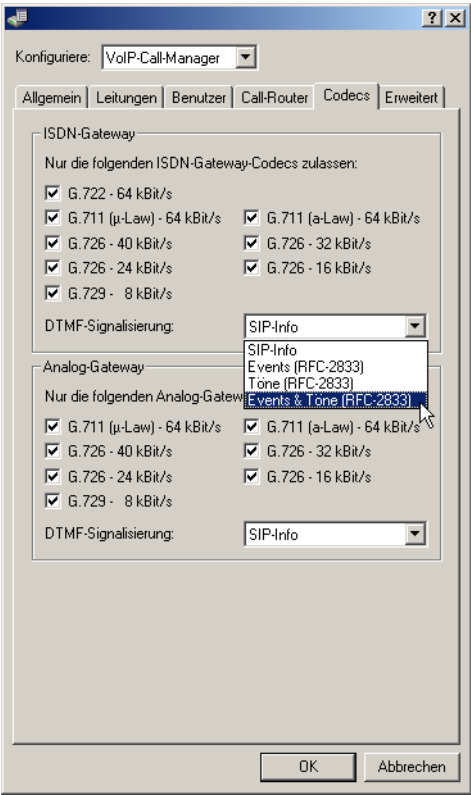 Konfiguriere: VoIP-Call-Manager
Allgemein Leitungen Benutzer Call-Router Codecs Erweitert
ISDN-Gateway
Nur die folgenden ISDN-Gateway-Codecs zulassen:
G.722 - 64 kBit/s
G.711 (µ-Law) - 64 kBit/s G.711 (a-Law) - 64 kBit/s
G.726 - 40 kBit/s G.726 - 32 kBit/s
G.726 - 24 kBit/s G.726 - 16 kBit/s
G.729 - 8 kBit/s
DTMF-Signalisierung: SIP-Info
SIP-Info
Events (RFC-2833)
Töne (RFC-2833)
Events & Töne (RFC-2833)
Analog-Gateway
Nur die folgenden Analog-Gatew
G.711 (µ-Law) - 64 kBit/s G.711 (a-Law) - 64 kBit/s
G.726 - 40 kBit/s G.726 - 32 kBit/s
G.726 - 24 kBit/s G.726 - 16 kBit/s
G.729 - 8 kBit/s
DTMF-Signalisierung: SIP-Info
OK Abbrechen